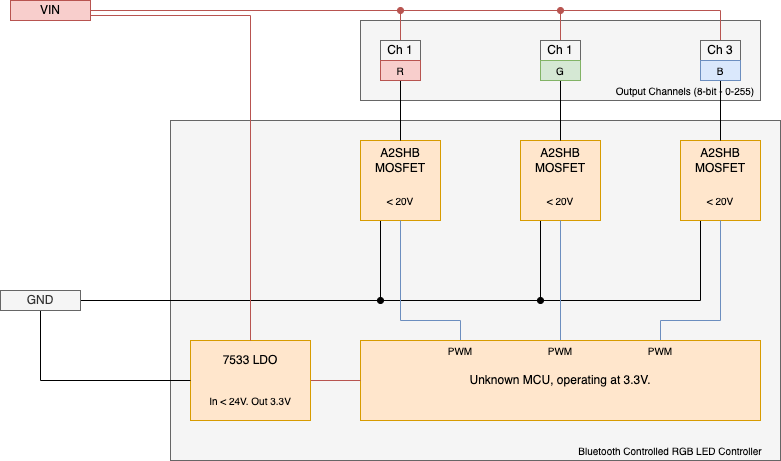 VIN
Ch 1
Ch 1
Ch 3
R
G
B
Output Channels (8-bit - 0-255)
A2SHB
MOSFET
< 20V
A2SHB
MOSFET
< 20V
A2SHB
MOSFET
< 20V
GND
7533 LDO
In < 24V. Out 3.3V
PWM
PWM
PWM
Unknown MCU, operating at 3.3V.
Bluetooth Controlled RGB LED Controller